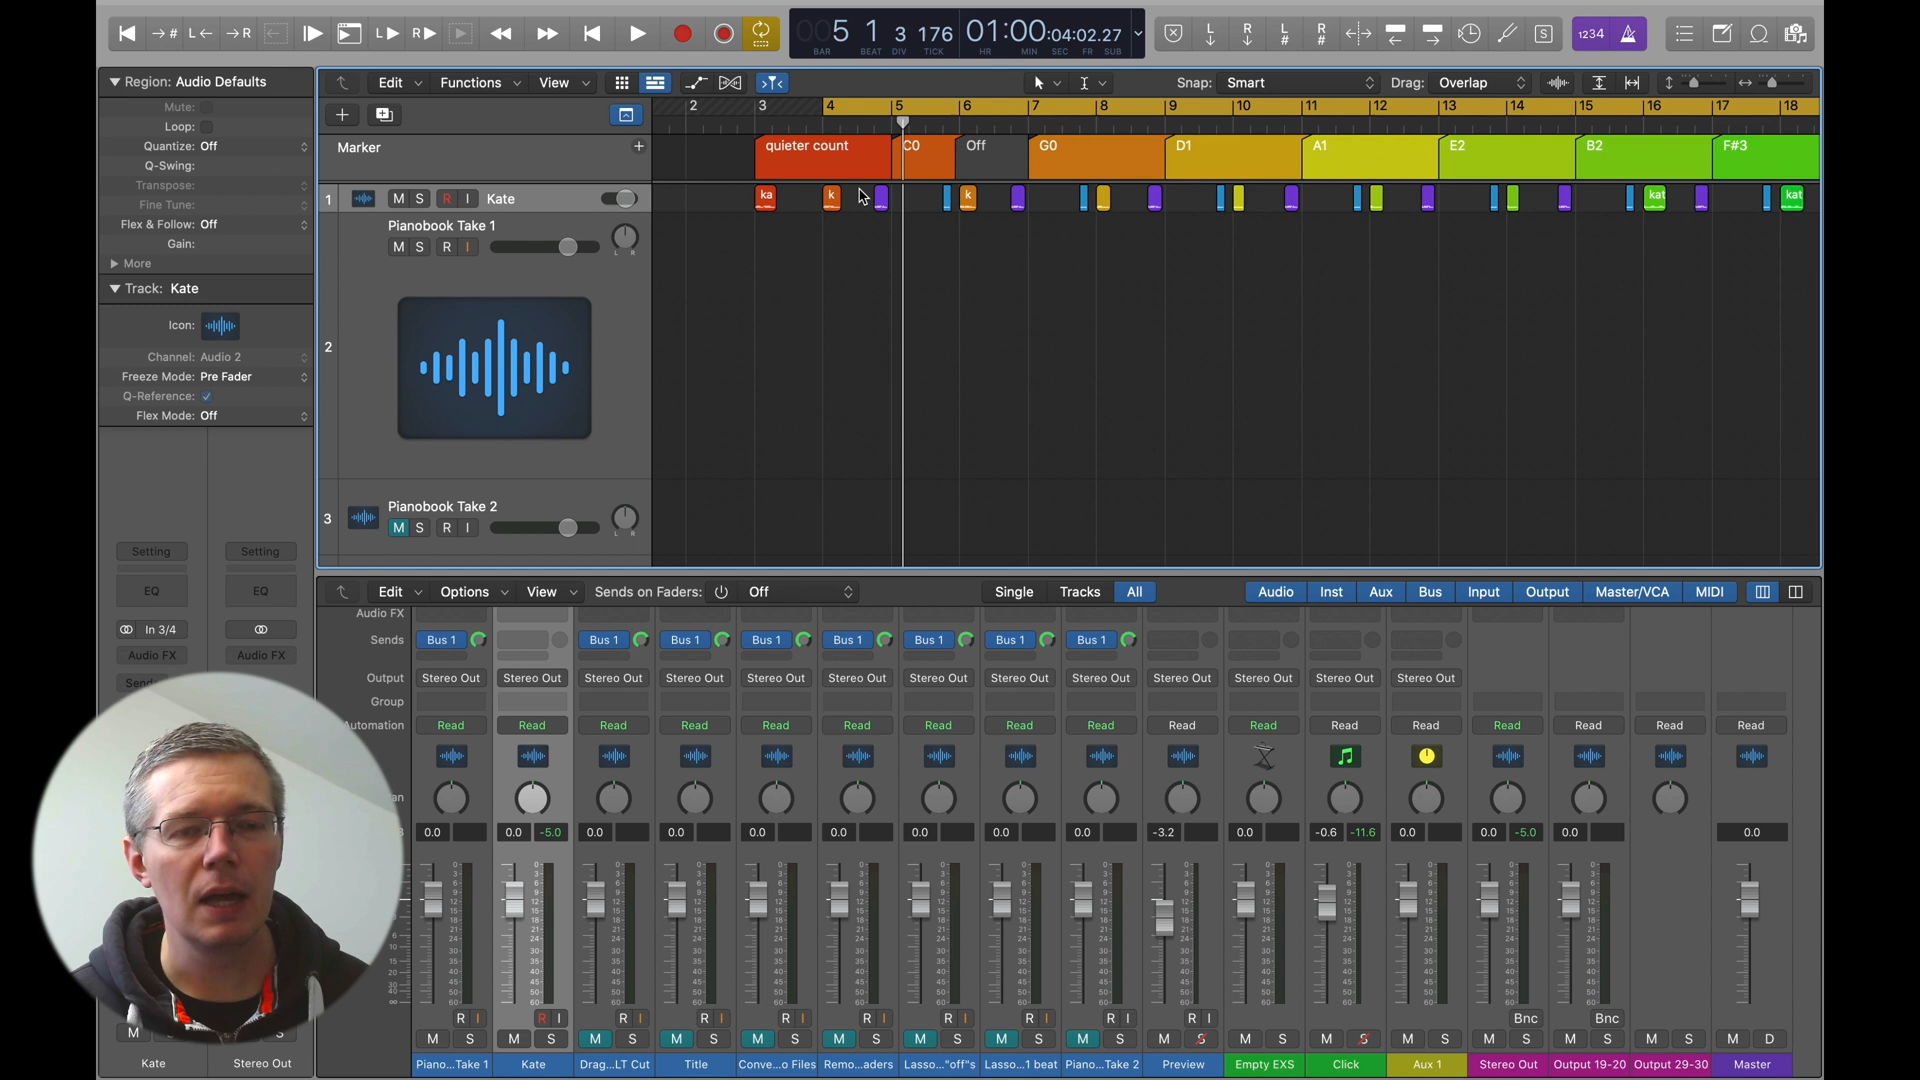 →#
L←
→R
L▶
R▶
005 1 3 176
01:00:04:02.27
BAR BEAT DIV TICK HR MIN SEC FR SUB
L
R
L
#
R
#
S
1234
Region: Audio Defaults
Mute:
Loop:
Quantize: Off
Q-Swing:
Transpose:
Fine Tune:
Flex & Follow: Off
Gain:
More
Track: Kate
Icon:
Channel: Audio 2
Freeze Mode: Pre Fader
Q-Reference:
Flex Mode: Off
Edit Functions View Snap: Smart Drag: Overlap
2 3 4 5 6 7 8 9 10 11 12 13 14 15 16 17 18
Marker
quieter count C0 Off G0 D1 A1 E2 B2 F#3
1 M S R I Kate
ka k k kat kat
Pianobook Take 1
M S R I
L R
2
Pianobook Take 2
3 M S R I
L R
Edit Options View Sends on Faders: Off Single Tracks All Audio Inst Aux Bus Input Output Master/VCA MIDI
Setting Setting
EQ EQ
In 3/4
Audio FX Audio FX
Audio FX
Sends Bus 1 Bus 1 Bus 1 Bus 1 Bus 1 Bus 1 Bus 1 Bus 1
Output Stereo Out Stereo Out Stereo Out Stereo Out Stereo Out Stereo Out Stereo Out Stereo Out Stereo Out Stereo Out Stereo Out Stereo Out Stereo Out
Group
Read Read Read Read Read Read Read Read Read Read Read Read Read Read Read Read Read
0.0 0.0 -5.0 0.0 0.0 0.0 0.0 0.0 0.0 0.0 -3.2 0.0 -0.6 -11.6 0.0 0.0 -5.0 0.0 0.0
R I R I R I R I R I R I R I R I R I R I Bnc Bnc
M S M S M S M S M S M S M S M S M S M S M S M S M S M S M S M S M D
M S
Kate Stereo Out
Piano...Take 1 Kate Drag...LT Cut Title Conve...o Files Remo...aders Lasso..."off"s Lasso...1 beat Piano...Take 2 Preview Empty EXS Click Aux 1 Stereo Out Output 19-20 Output 29-30 Master